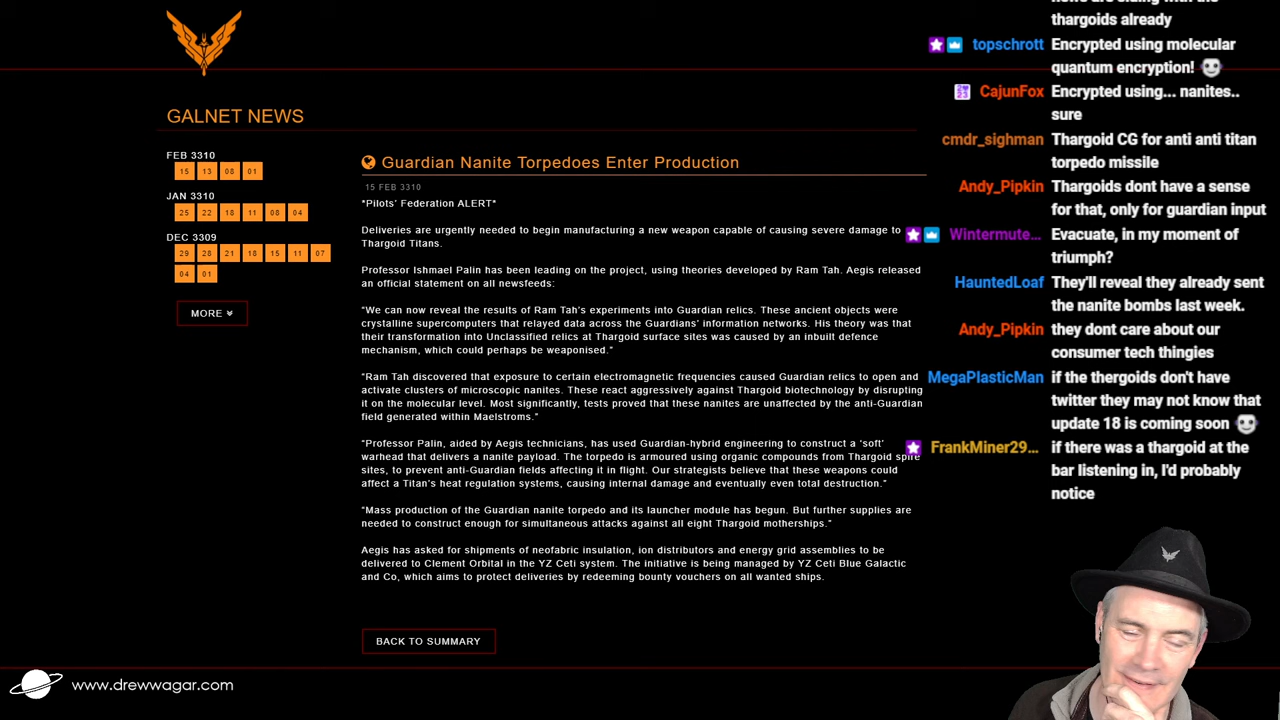 GALNET NEWS
FEB 3310
15 13 08 01
JAN 3310
25 22 18 11 08 04
DEC 3309
29 28 21 18 15 11 07
04 01
MORE
Guardian Nanite Torpedoes Enter Production
15 FEB 3310
*Pilots' Federation ALERT*
Deliveries are urgently needed to begin manufacturing a new weapon capable of causing severe damage to
Thargoid Titans.
Professor Ishmael Palin has been leading on the project, using theories developed by Ram Tah. Aegis released
an official statement on all newsfeeds:
"We can now reveal the results of Ram Tah's experiments into Guardian relics. These ancient objects were
crystalline supercomputers that relayed data across the Guardians' information networks. His theory was that
their transformation into Unclassified relics at Thargoid surface sites was caused by an inbuilt defence
mechanism, which could perhaps be weaponised."
"Ram Tah discovered that exposure to certain electromagnetic frequencies caused Guardian relics to open and
activate clusters of microscopic nanites. These react aggressively against Thargoid biotechnology by disrupting
it on the molecular level. Most significantly, tests proved that these nanites are unaffected by the anti-Guardian
field generated within Maelstroms."
"Professor Palin, aided by Aegis technicians, has used Guardian-hybrid engineering to construct a 'soft'
warhead that delivers a nanite payload. The torpedo is armoured using organic compounds from Thargoid spire
sites, to prevent anti-Guardian fields affecting it in flight. Our strategists believe that these weapons could
affect a Titan's heat regulation systems, causing internal damage and eventually even total destruction."
"Mass production of the Guardian nanite torpedo and its launcher module has begun. But further supplies are
needed to construct enough for simultaneous attacks against all eight Thargoid motherships."
Aegis has asked for shipments of neofabric insulation, ion distributors and energy grid assemblies to be
delivered to Clement Orbital in the YZ Ceti system. The initiative is being managed by YZ Ceti Blue Galactic
and Co, which aims to protect deliveries by redeeming bounty vouchers on all wanted ships.
BACK TO SUMMARY
www.drewwagar.com
thargoids already
topschrott Encrypted using molecular
quantum encryption!
CajunFox Encrypted using... nanites..
sure
cmdr_sighman Thargoid CG for anti anti titan
torpedo missile
Andy_Pipkin Thargoids dont have a sense
for that, only for guardian input
Wintermute... Evacuate, in my moment of
triumph?
HauntedLoaf They'll reveal they already sent
the nanite bombs last week.
Andy_Pipkin they dont care about our
consumer tech thingies
MegaPlasticMan if the thergoids don't have
twitter they may not know that
update 18 is coming soon
FrankMiner29... if there was a thargoid at the
bar listening in, I'd probably
notice